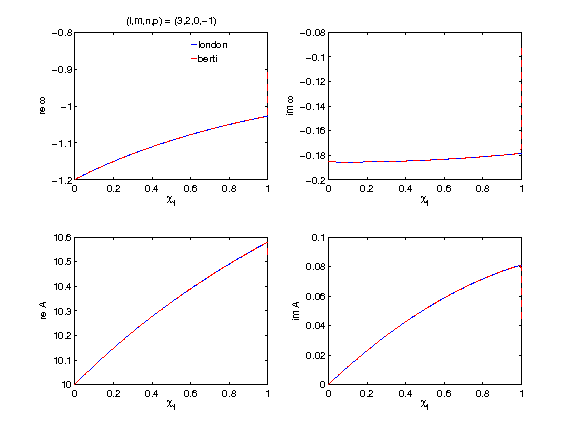 (l,m,n,p) = (3,2,0,−1)
london
berti
re ω
−0.8
−0.9
−1
−1.1
−1.2
0 0.2 0.4 0.6 0.8 1
χf
im ω
−0.08
−0.1
−0.12
−0.14
−0.16
−0.18
−0.2
0 0.2 0.4 0.6 0.8 1
χf
re A
10.6
10.5
10.4
10.3
10.2
10.1
10
0 0.2 0.4 0.6 0.8 1
χf
im A
0.1
0.08
0.06
0.04
0.02
0
0 0.2 0.4 0.6 0.8 1
χf